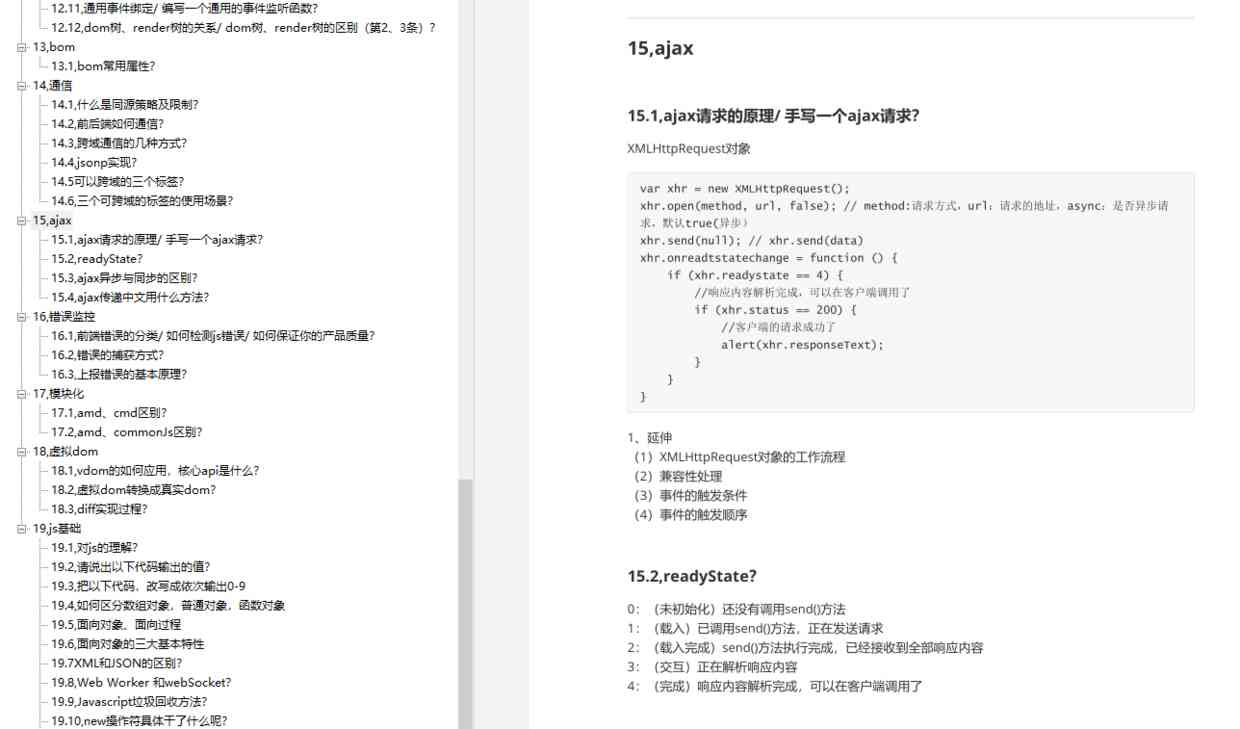 12.11,通用事件绑定/ 编写一个通用的事件监听函数?
12.12,dom树、render树的关系/ dom树、render树的区别（第2、3条）?
13,bom
13.1,bom常用属性?
14,通信
14.1,什么是同源策略及限制?
14.2,前后端如何通信?
14.3,跨域通信的几种方式?
14.4,jsonp实现?
14.5可以跨域的三个标签?
14.6,三个可跨域的标签的使用场景?
15,ajax
15.1,ajax请求的原理/ 手写一个ajax请求?
15.2,readyState?
15.3,ajax异步与同步的区别?
15.4,ajax传递中文用什么方法?
16,错误监控
16.1,前端错误的分类/ 如何检测js错误/ 如何保证你的产品质量?
16.2,错误的捕获方式?
16.3,上报错误的基本原理?
17,模块化
17.1,amd、cmd区别?
17.2,amd、commonJs区别?
18,虚拟dom
18.1,vdom的如何应用，核心api是什么?
18.2,虚拟dom转换成真实dom?
18.3,diff实现过程?
19,js基础
19.1,对js的理解?
19.2,请说出以下代码输出的值?
19.3,把以下代码，改写成依次输出0-9
19.4,如何区分数组对象，普通对象，函数对象
19.5,面向对象，面向过程
19.6,面向对象的三大基本特性
19.7XML和JSON的区别?
19.8,Web Worker 和webSocket?
19.9,Javascript垃圾回收方法?
19.10,new操作符具体干了什么呢?
15,ajax
15.1,ajax请求的原理/ 手写一个ajax请求?
XMLHttpRequest对象
var xhr = new XMLHttpRequest();
xhr.open(method, url, false); // method:请求方式，url：请求的地址，async：是否异步请
求，默认true(异步）
xhr.send(null); // xhr.send(data)
xhr.onreadtstatechange = function () {
if (xhr.readystate == 4) {
//响应内容解析完成，可以在客户端调用了
if (xhr.status == 200) {
//客户端的请求成功了
alert(xhr.responseText);
}
}
}
1、延伸
（1）XMLHttpRequest对象的工作流程
（2）兼容性处理
（3）事件的触发条件
（4）事件的触发顺序
15.2,readyState?
0：（未初始化）还没有调用send()方法
1：（载入）已调用send()方法，正在发送请求
2：（载入完成）send()方法执行完成，已经接收到全部响应内容
3：（交互）正在解析响应内容
4：（完成）响应内容解析完成，可以在客户端调用了